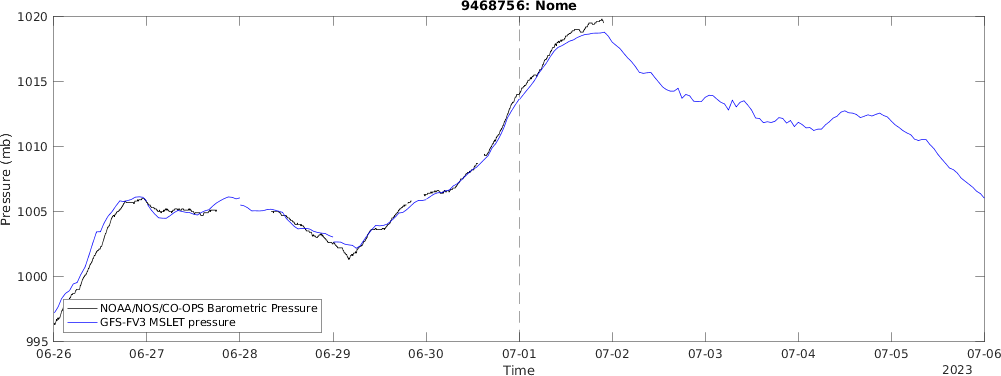 9468756: Nome
1020
1015
1010
1005
1000
995
Pressure (mb)
NOAA/NOS/CO-OPS Barometric Pressure
GFS-FV3 MSLET pressure
06-26 06-27 06-28 06-29 06-30 07-01 07-02 07-03 07-04 07-05 07-06
Time
2023